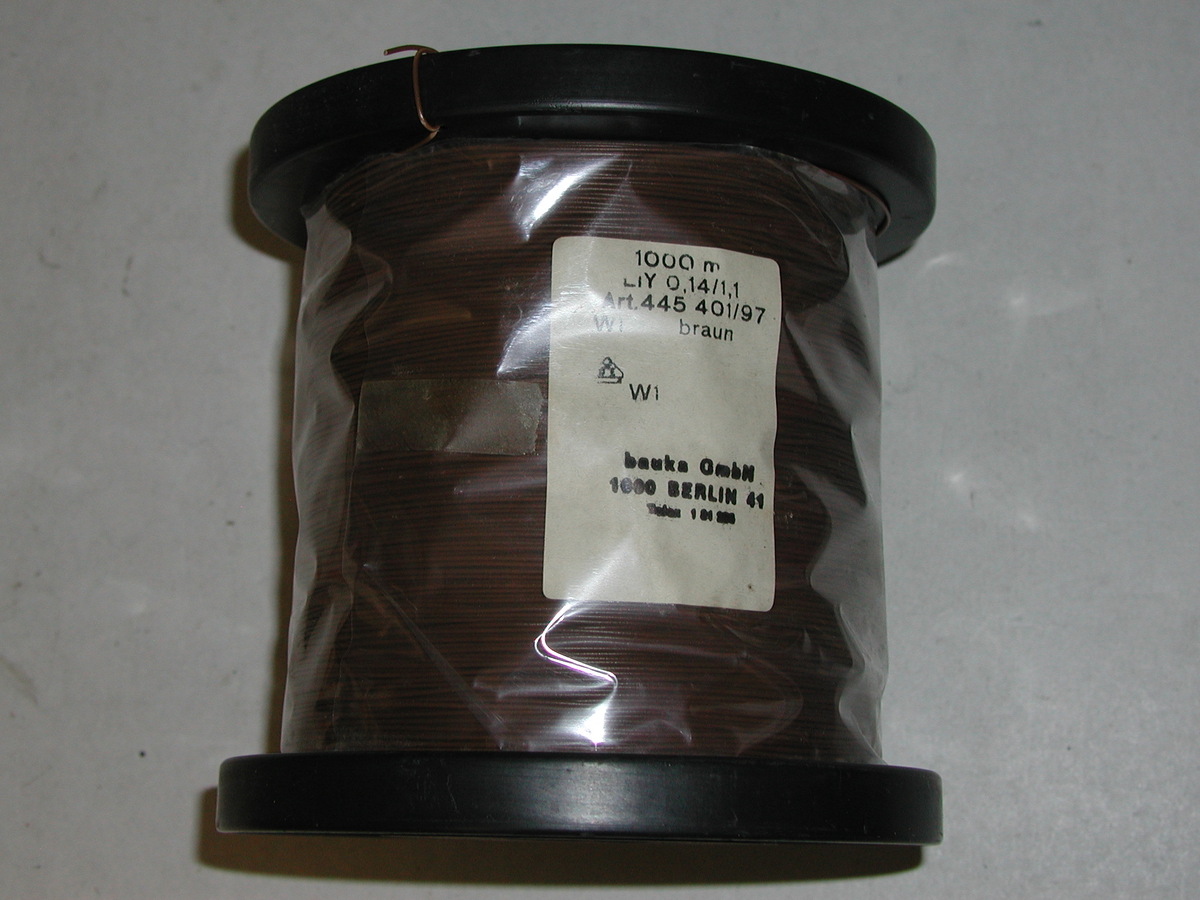 1000 m
LiY 0,14/1,1
Art.445 401/97
W1 braun
W1
bauka GmbH
1000 BERLIN 41